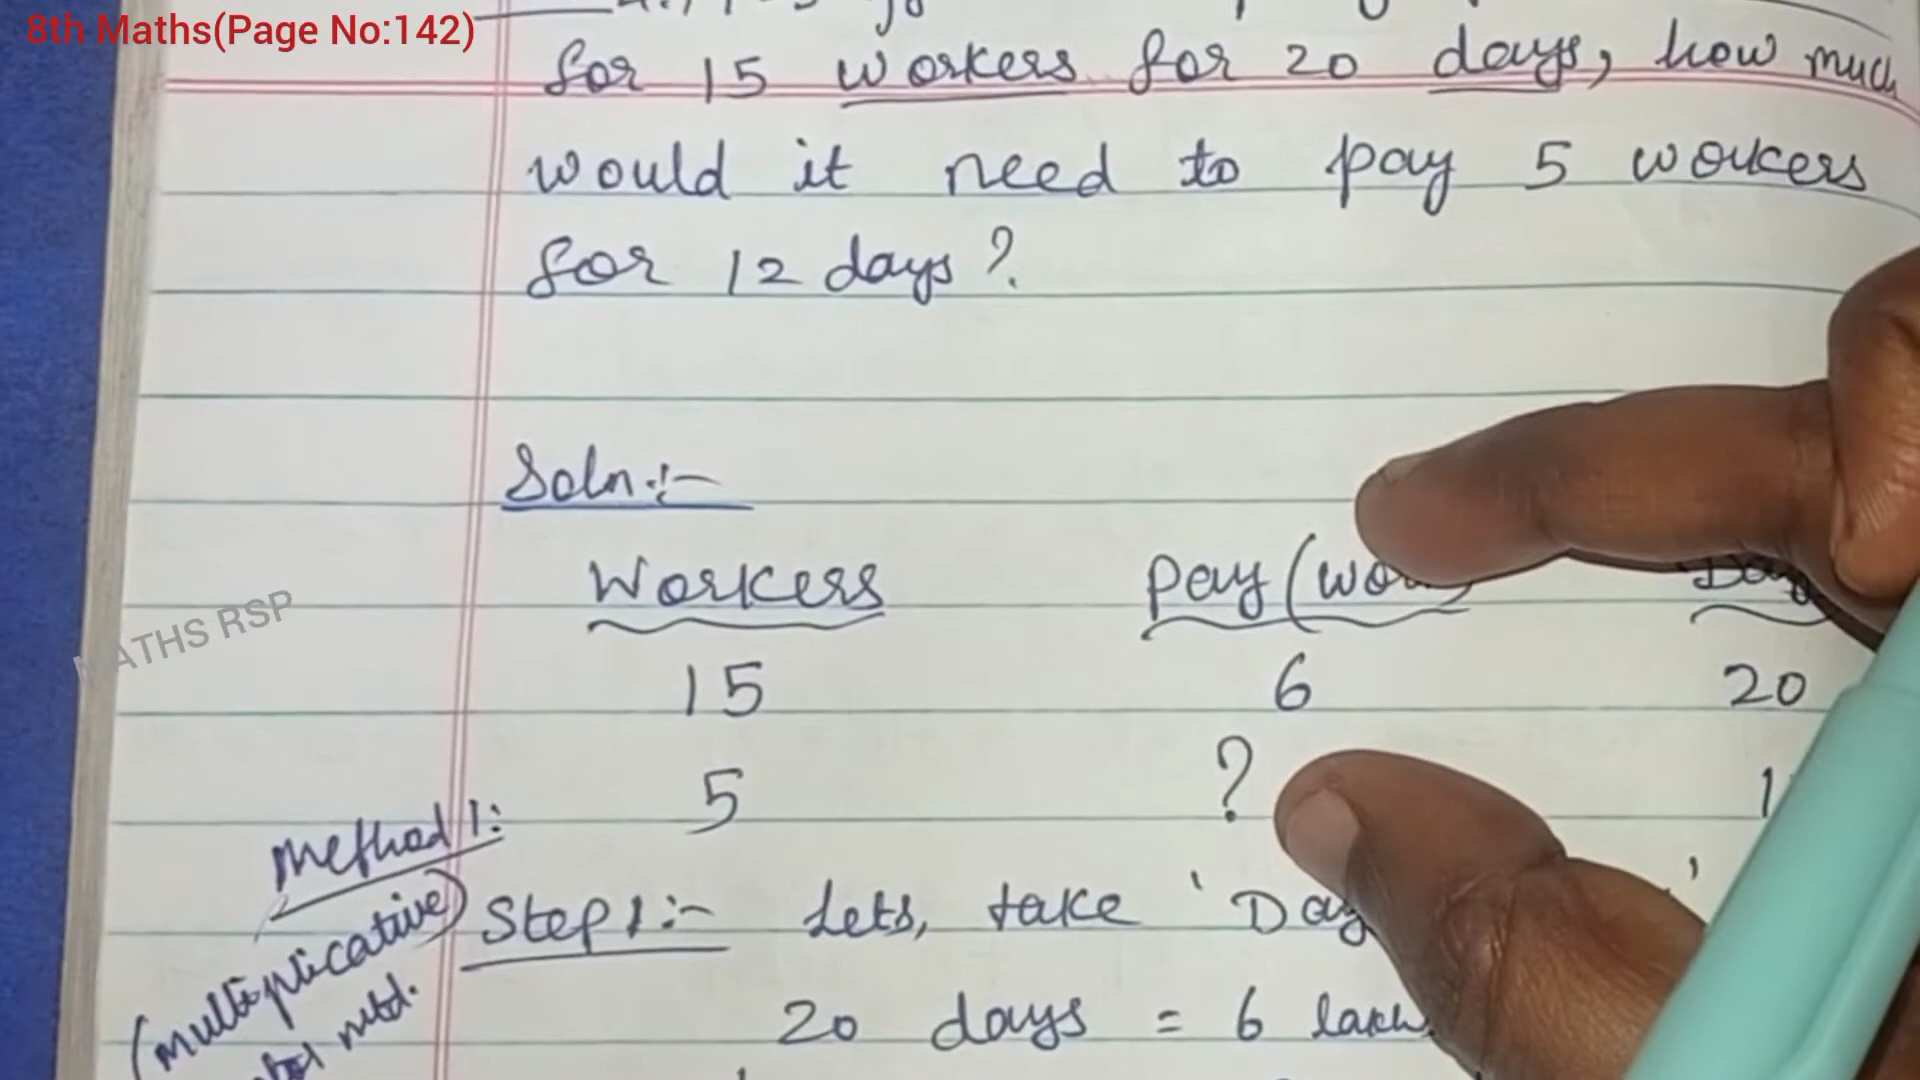 8th Maths(Page No:142)
for 15 workers for 20 days, how much
would it need to pay 5 workers
for 12 days?
Soln:-
Workers Pay (
15 6 20
5 ?
MATHS RSP
Method 1:
(multiplicative)
Step 1:- Lets, take '
20 days = 6 lakh